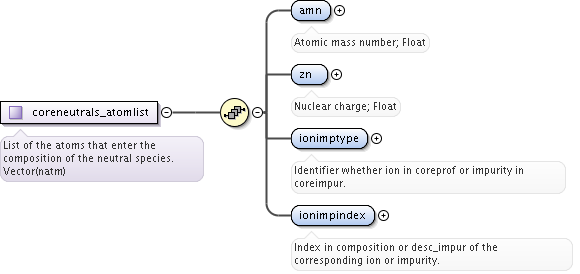 amn
Atomic mass number; Float
zn
Nuclear charge; Float
coreneutrals_atomlist
List of the atoms that enter the
composition of the neutral species.
Vector(natm)
ionimptype
Identifier whether ion in coreprof or impurity in
coreimpur.
ionimpindex
Index in composition or desc_impur of the
corresponding ion or impurity.